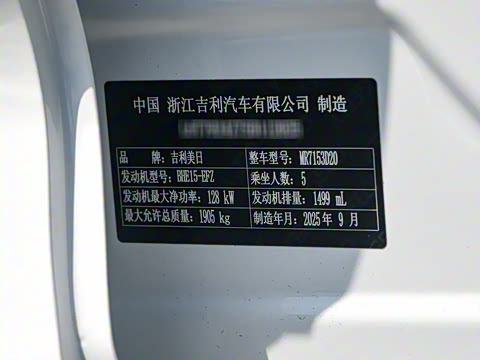 中国 浙江吉利汽车有限公司 制造
品 牌：吉利美日 整车型号：MR7153D20
发动机型号：BHE15-EFZ 乘坐人数：5
发动机最大净功率：128 kW 发动机排量：1499 mL
最大允许总质量：1905 kg 制造年月：2025 年 9 月